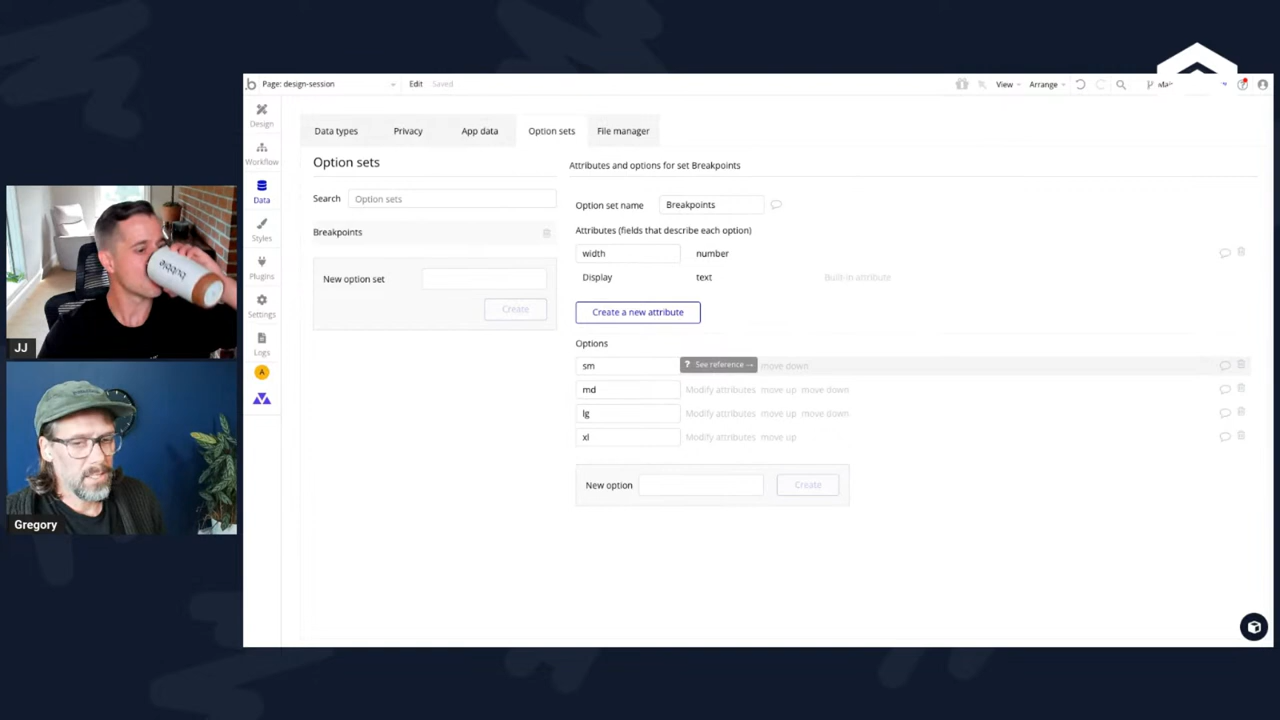 Page: design-session
Edit
Saved
View
Arrange
Design
Workflow
Data
Styles
Plugins
Settings
Logs
A
Data types
Privacy
App data
Option sets
File manager
Option sets
Search
Option sets
Breakpoints
New option set
Create
Attributes and options for set Breakpoints
Option set name
Breakpoints
Attributes (fields that describe each option)
width number
Display text Built-in attribute
Create a new attribute
Options
sm ? See reference → move down
md Modify attributes move up move down
lg Modify attributes move up move down
xl Modify attributes move up
New option
Create
bubble
JJ
Gregory